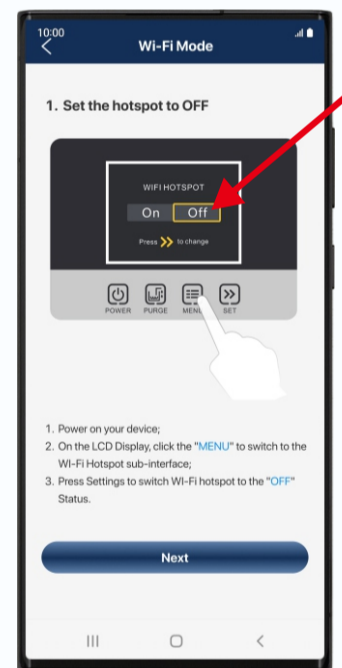 10:00
Wi-Fi Mode
1. Set the hotspot to OFF
WIFI HOTSPOT
On Off
Press >> to change
POWER PURGE MENU SET
1. Power on your device;
2. On the LCD Display, click the "MENU" to switch to the
WI-Fi Hotspot sub-interface;
3. Press Settings to switch WI-Fi hotspot to the "OFF"
Status.
Next